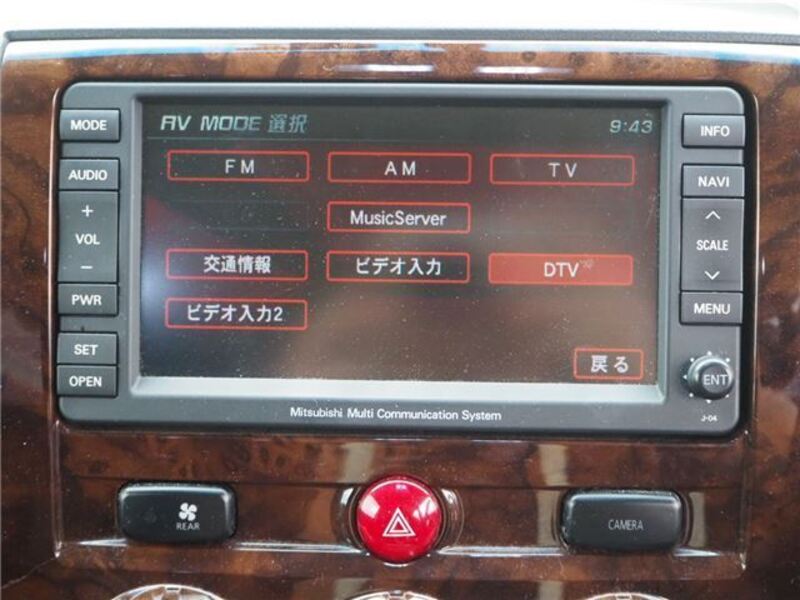 AV MODE 選択 9:43
FM AM TV
MusicServer
交通情報 ビデオ入力 DTV
ビデオ入力2
戻る
MODE
AUDIO
+
VOL
−
PWR
SET
OPEN
INFO
NAVI
SCALE
MENU
ENT
J-04
Mitsubishi Multi Communication System
REAR
CAMERA